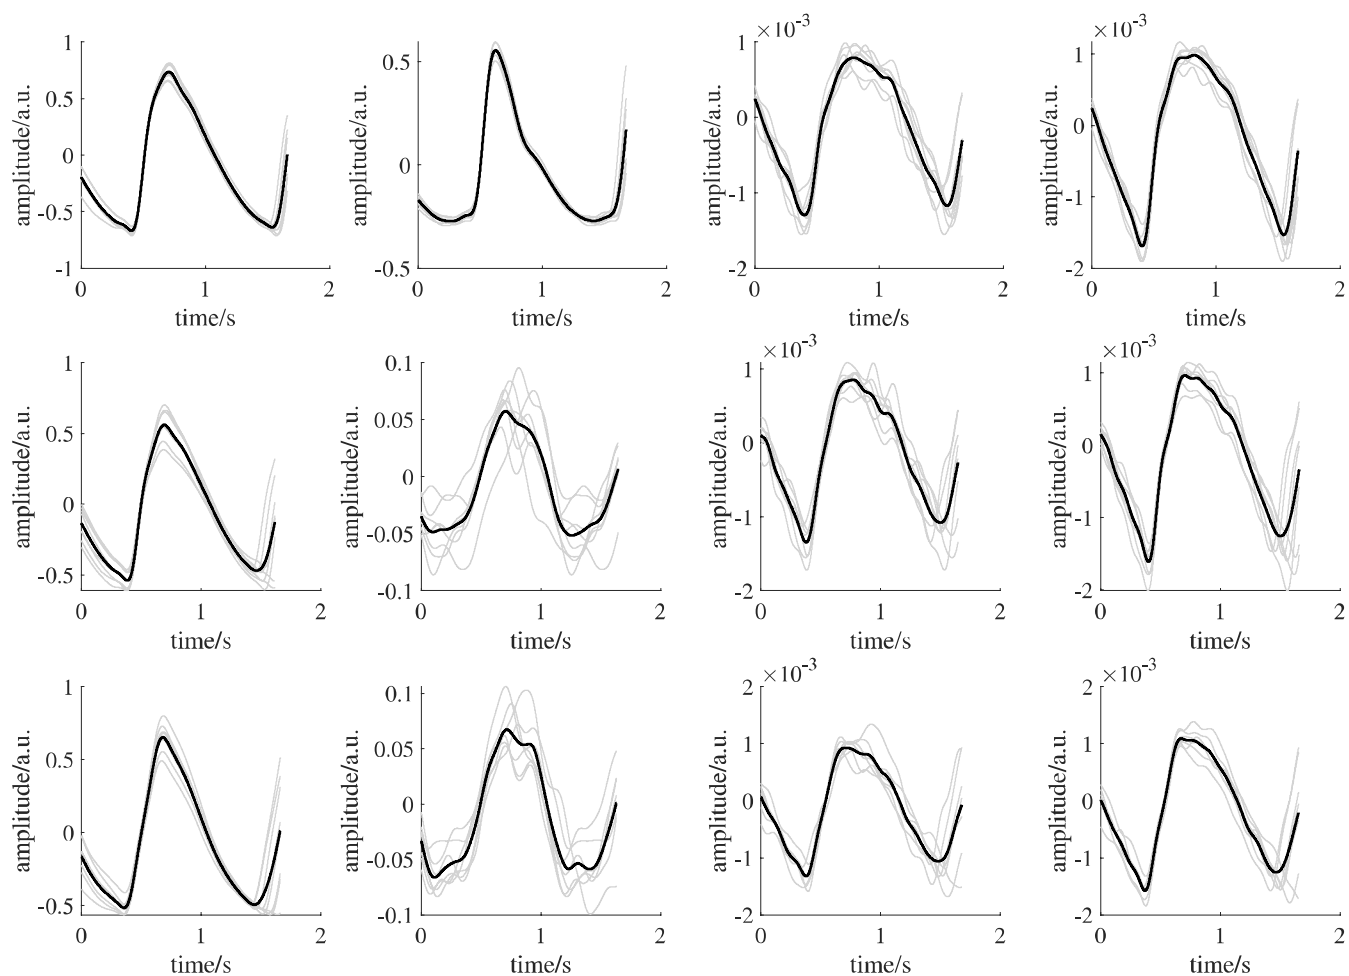 ×10⁻³ ×10⁻³
1 0.5 0 -0.5 -1 amplitude/a.u. 0 1 2 time/s
0.5 0 -0.5 amplitude/a.u. 0 1 2 time/s
1 0 -1 -2 amplitude/a.u. 0 1 2 time/s
1 0 -1 -2 amplitude/a.u. 0 1 2 time/s
×10⁻³ ×10⁻³
1 0.5 0 -0.5 amplitude/a.u. 0 1 2 time/s
0.1 0.05 0 -0.05 -0.1 amplitude/a.u. 0 1 2 time/s
1 0 -1 -2 amplitude/a.u. 0 1 2 time/s
1 0 -1 -2 amplitude/a.u. 0 1 2 time/s
×10⁻³ ×10⁻³
1 0.5 0 -0.5 amplitude/a.u. 0 1 2 time/s
0.1 0.05 0 -0.05 -0.1 amplitude/a.u. 0 1 2 time/s
2 1 0 -1 -2 amplitude/a.u. 0 1 2 time/s
2 1 0 -1 -2 amplitude/a.u. 0 1 2 time/s